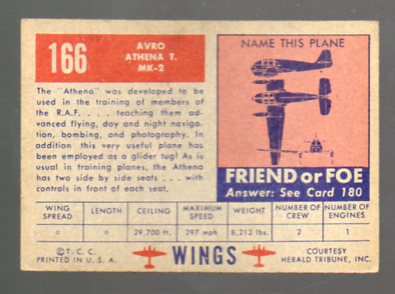 166
AVRO
ATHENA T.
MK-2
The "Athena" was developed to be
used in the training of members of
the R.A.F. . . . . teaching them ad-
vanced flying, day and night naviga-
tion, bombing, and photography. In
addition this very useful plane has
been employed as a glider tug! As is
usual in training planes, the Athena
has two side by side seats . . . with
controls in front of each seat.
NAME THIS PLANE
FRIEND or FOE
Answer: See Card 180
WING SPREAD
LENGTH
CEILING
MAXIMUM SPEED
WEIGHT
NUMBER OF CREW
NUMBER OF ENGINES
29,700 ft.
297 mph
8,213 lbs.
2
1
©T. C. C.
PRINTED IN U. S. A.
WINGS
COURTESY
HERALD TRIBUNE, INC.